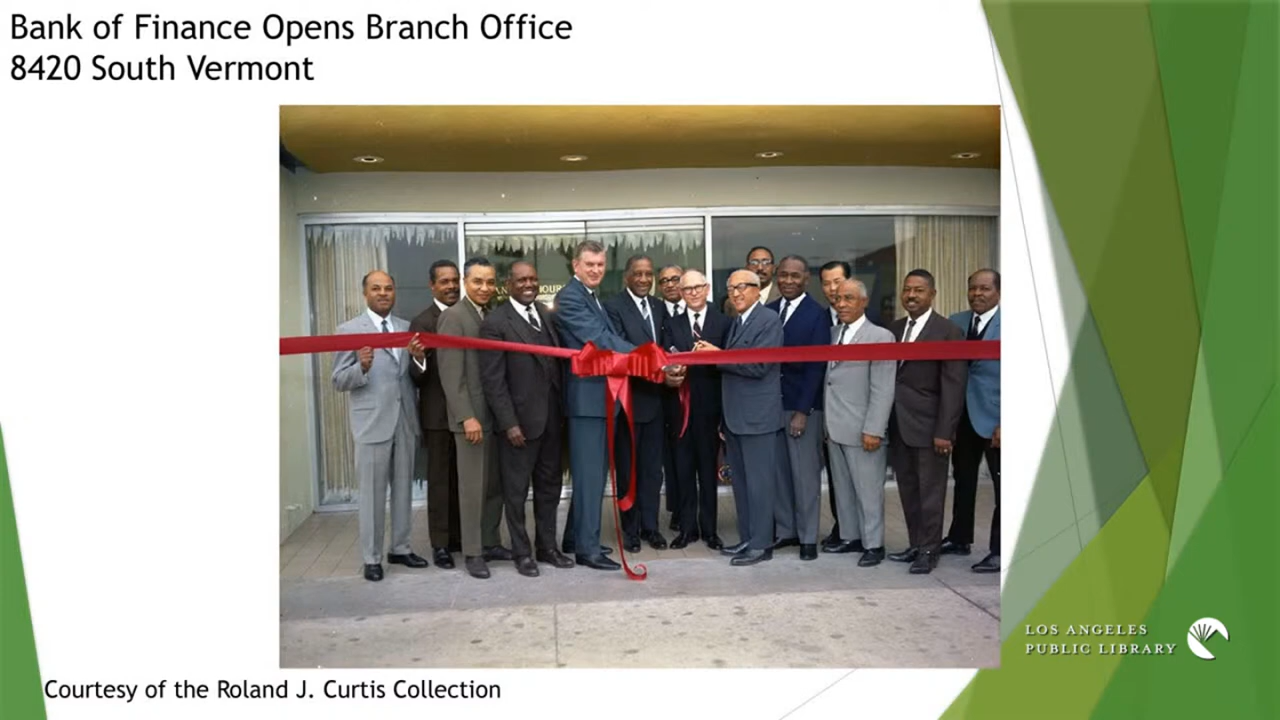 Bank of Finance Opens Branch Office
8420 South Vermont
Courtesy of the Roland J. Curtis Collection
LOS ANGELES
PUBLIC LIBRARY